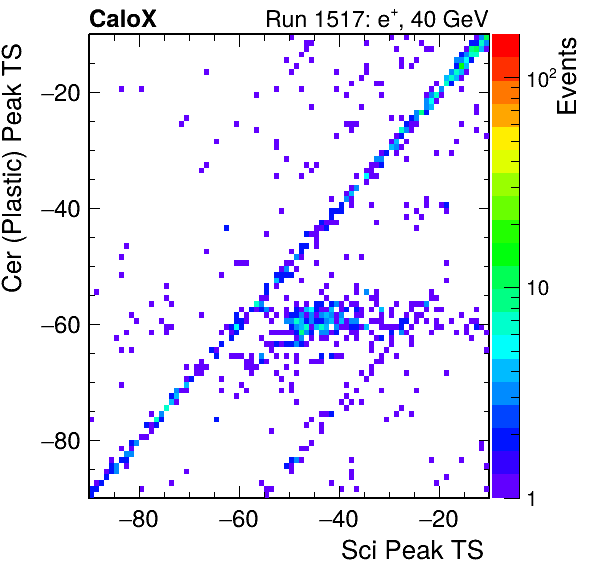 CaloX Run 1517: e⁺, 40 GeV
Cer (Plastic) Peak TS
−20
−40
−60
−80
−80 −60 −40 −20
Sci Peak TS
10²
10
1
Events